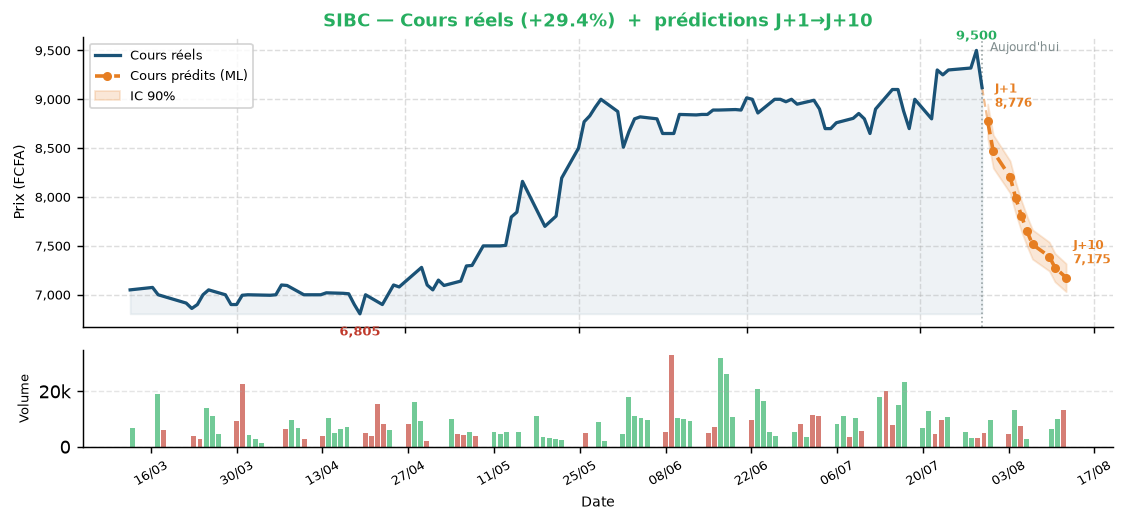 SIBC — Cours réels (+29.4%)  +  prédictions J+1→J+10
9,500
Aujourd'hui
Cours réels
Cours prédits (ML)
IC 90%
J+1
8,776
J+10
7,175
6,805
Prix (FCFA)
9,500
9,000
8,500
8,000
7,500
7,000
Volume
20k
0
16/03
30/03
13/04
27/04
11/05
25/05
08/06
22/06
06/07
20/07
03/08
17/08
Date